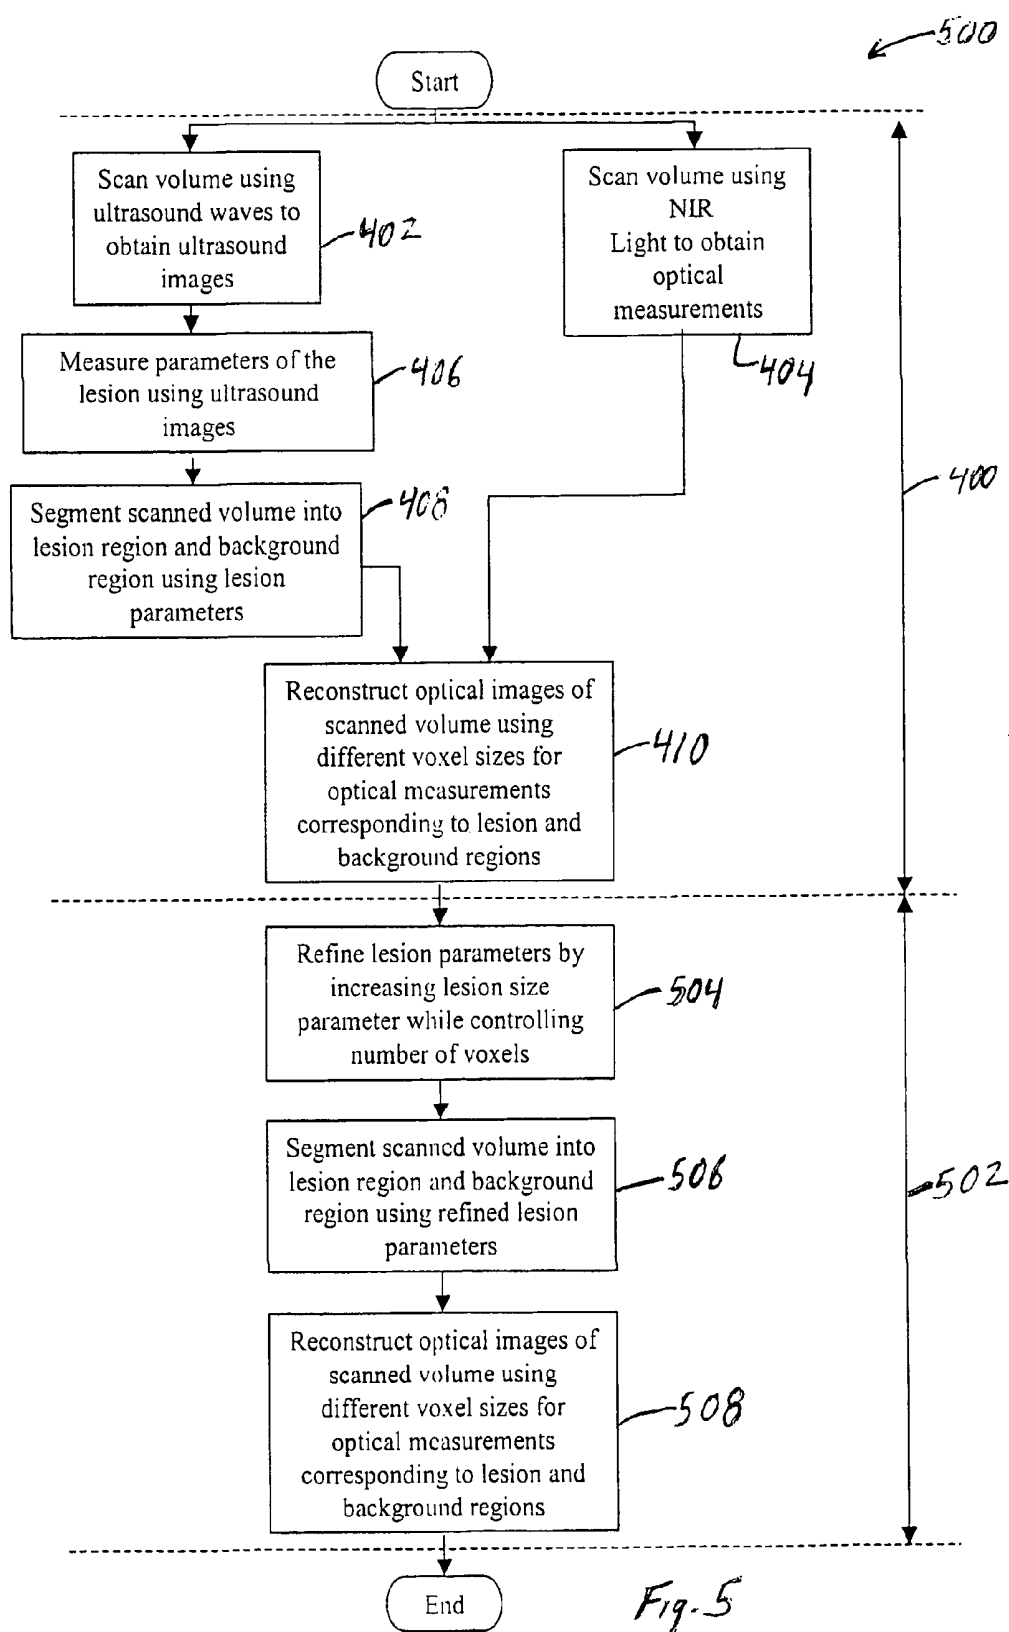 500
Start
Scan volume using
ultrasound waves to
obtain ultrasound
images
402
Scan volume using
NIR
Light to obtain
optical
measurements
404
Measure parameters of the
lesion using ultrasound
images
406
Segment scanned volume into
lesion region and background
region using lesion
parameters
408
400
Reconstruct optical images of
scanned volume using
different voxel sizes for
optical measurements
corresponding to lesion and
background regions
410
Refine lesion parameters by
increasing lesion size
parameter while controlling
number of voxels
504
Segment scanned volume into
lesion region and background
region using refined lesion
parameters
506
502
Reconstruct optical images of
scanned volume using
different voxel sizes for
optical measurements
corresponding to lesion and
background regions
508
End
Fig. 5